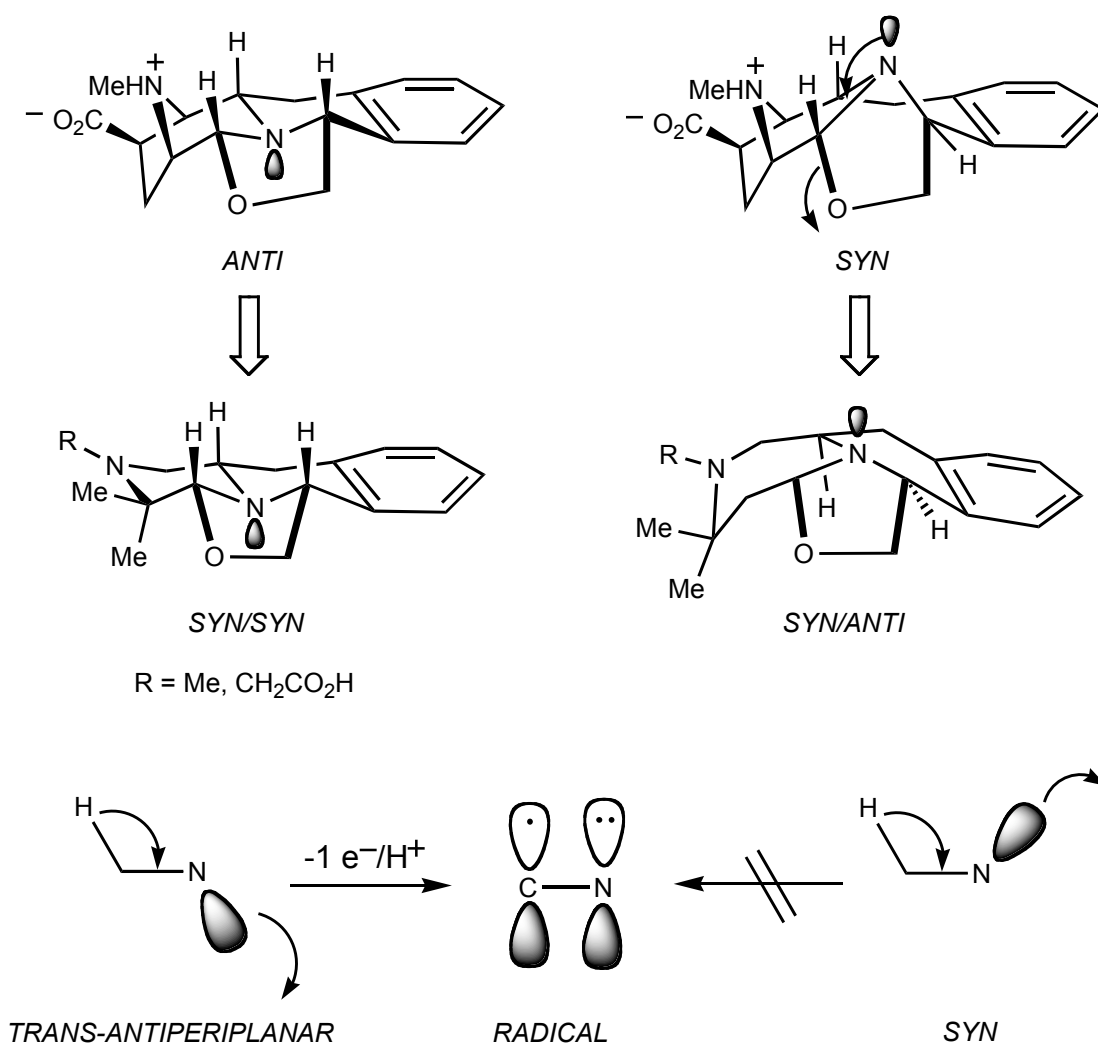 H H H
MeHN+
− O2C
N
O
ANTI
H N
H
MeHN+
− O2C
H
O
SYN
H H H
R
N
Me
N
Me
O
SYN/SYN
R = Me, CH2CO2H
N
R
N
H
H
Me
O
Me
SYN/ANTI
H
N
-1 e−/H+
C N
H
N
TRANS-ANTIPERIPLANAR RADICAL SYN